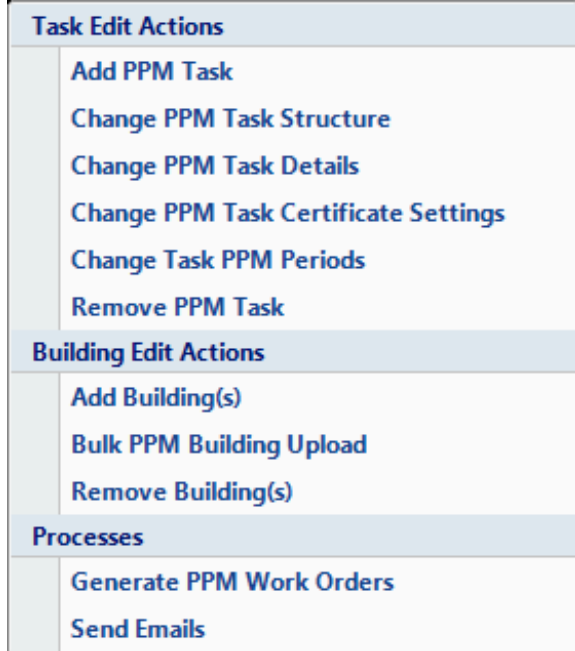 Task Edit Actions
Add PPM Task
Change PPM Task Structure
Change PPM Task Details
Change PPM Task Certificate Settings
Change Task PPM Periods
Remove PPM Task
Building Edit Actions
Add Building(s)
Bulk PPM Building Upload
Remove Building(s)
Processes
Generate PPM Work Orders
Send Emails